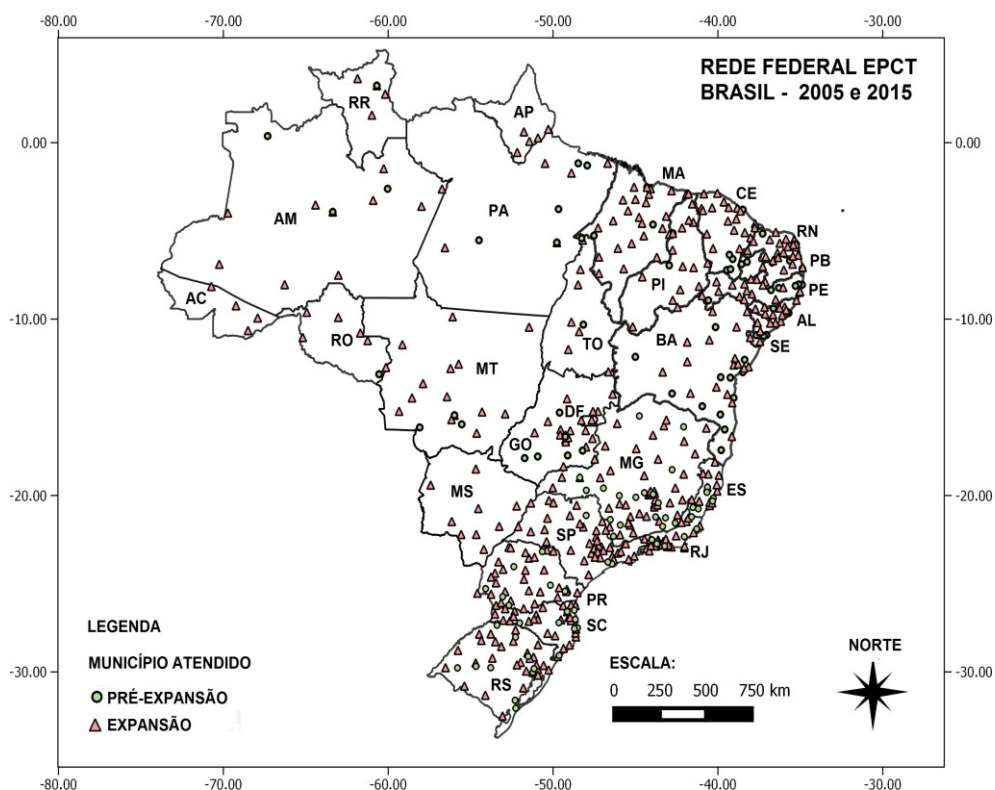 -80.00 -70.00 -60.00 -50.00 -40.00 -30.00
REDE FEDERAL EPCT
BRASIL - 2005 e 2015
RR
AP
0.00 0.00
MA
CE
AM
PA
RN
PB
PI
PE
AC
AL
-10.00 -10.00
RO
TO
BA
SE
MT
DF
GO
MG
MS
ES
-20.00 -20.00
SP
RJ
PR
SC
LEGENDA
NORTE
MUNICÍPIO ATENDIDO
ESCALA:
-30.00 -30.00
RS
0 250 500 750 km
PRÉ-EXPANSÃO
EXPANSÃO
-80.00 -70.00 -60.00 -50.00 -40.00 -30.00